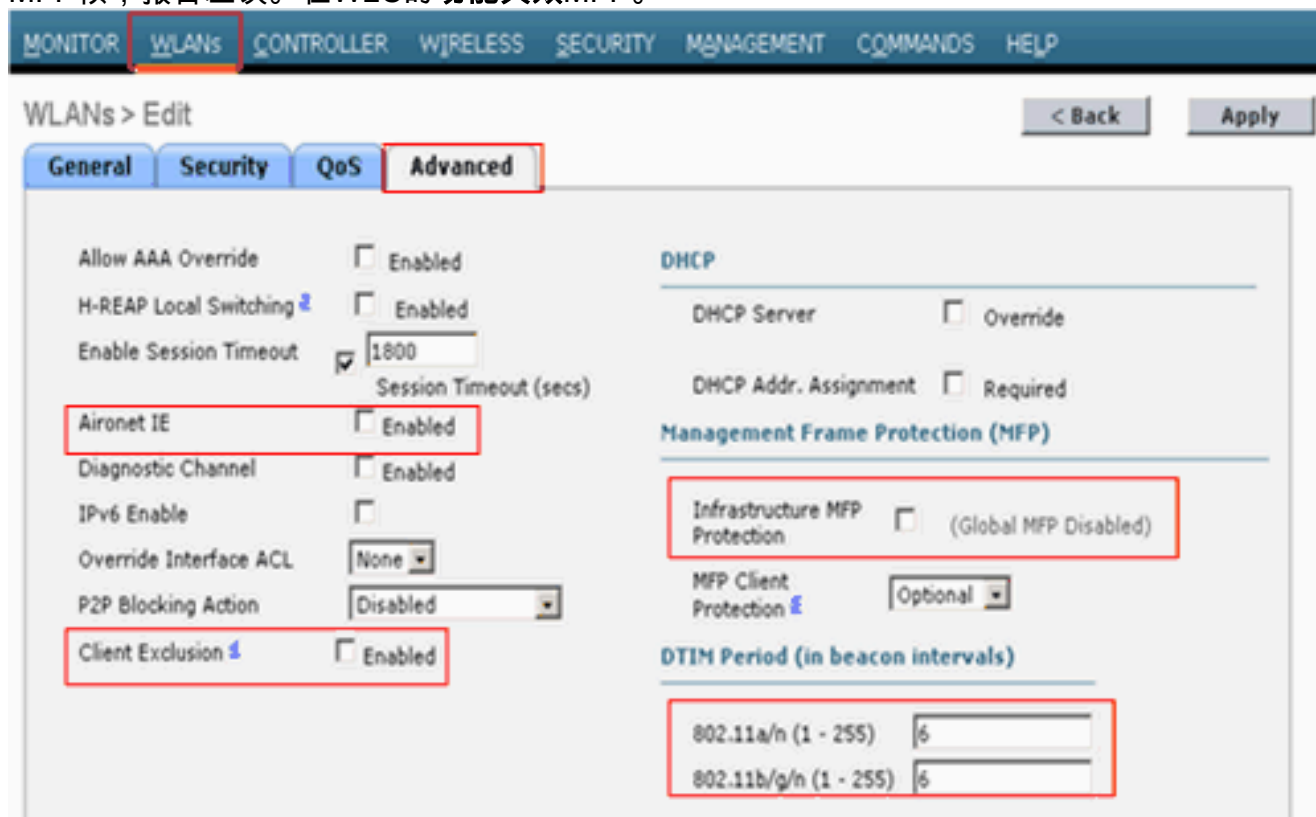 MONITOR WLANs CONTROLLER WIRELESS SECURITY MANAGEMENT COMMANDS HELP
WLANs > Edit
< Back Apply
General Security QoS Advanced
Allow AAA Override Enabled
H-REAP Local Switching 2 Enabled
Enable Session Timeout 1800
Session Timeout (secs)
Aironet IE Enabled
Diagnostic Channel Enabled
IPv6 Enable
Override Interface ACL None
P2P Blocking Action Disabled
Client Exclusion 1 Enabled
DHCP
DHCP Server Override
DHCP Addr. Assignment Required
Management Frame Protection (MFP)
Infrastructure MFP
Protection (Global MFP Disabled)
MFP Client
Protection Optional
DTIM Period (in beacon intervals)
802.11a/n (1 - 255) 6
802.11b/g/n (1 - 255) 6